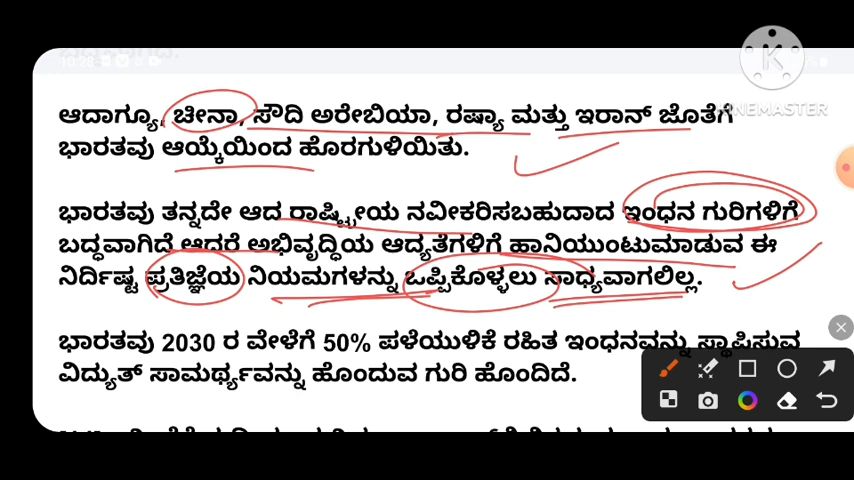 10:28
KINEMASTER
ಆದಾಗ್ಯೂ, ಚೀನಾ, ಸೌದಿ ಅರೇಬಿಯಾ, ರಷ್ಯಾ ಮತ್ತು ಇರಾನ್ ಜೊತೆಗೆ
ಭಾರತವು ಆಯ್ಕೆಯಿಂದ ಹೊರಗುಳಿಯಿತು.
ಭಾರತವು ತನ್ನದೇ ಆದ ರಾಷ್ಟ್ರೀಯ ನವೀಕರಿಸಬಹುದಾದ ಇಂಧನ ಗುರಿಗಳಿಗೆ
ಬದ್ಧವಾಗಿದೆ ಆದರೆ ಅಭಿವೃದ್ಧಿಯ ಆದ್ಯತೆಗಳಿಗೆ ಹಾನಿಯುಂಟುಮಾಡುವ ಈ
ನಿರ್ದಿಷ್ಟ ಪ್ರತಿಜ್ಞೆಯ ನಿಯಮಗಳನ್ನು ಒಪ್ಪಿಕೊಳ್ಳಲು ಸಾಧ್ಯವಾಗಲಿಲ್ಲ.
ಭಾರತವು 2030 ರ ವೇಳೆಗೆ 50% ಪಳೆಯುಳಿಕೆ ರಹಿತ ಇಂಧನವನ್ನು ಸ್ಥಾಪಿಸುವ
ವಿದ್ಯುತ್ ಸಾಮರ್ಥ್ಯವನ್ನು ಹೊಂದುವ ಗುರಿ ಹೊಂದಿದೆ.